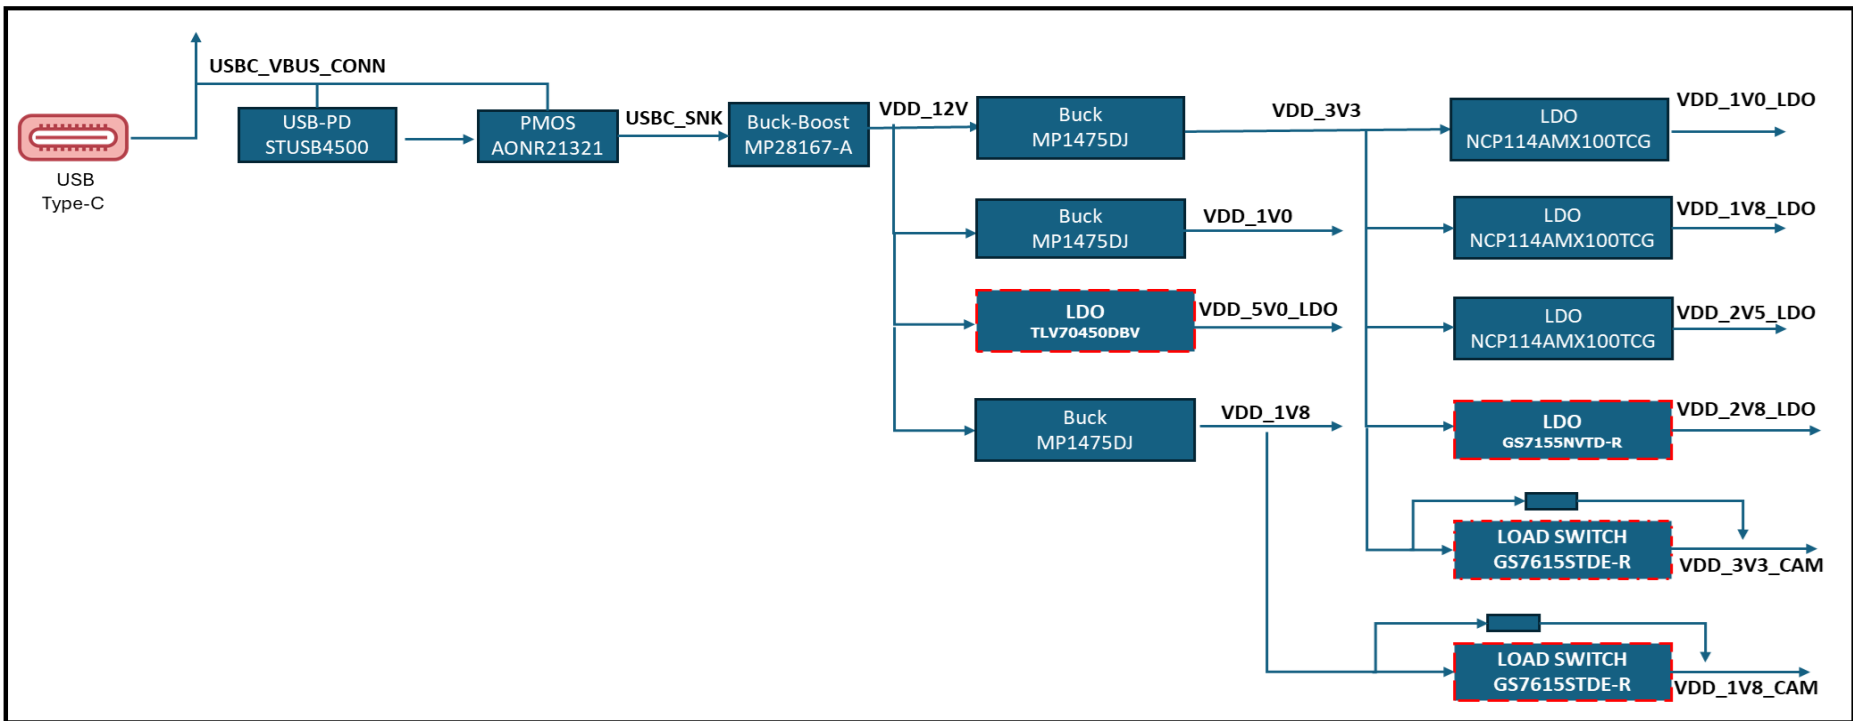 USBC_VBUS_CONN
USB
Type-C
USB-PD
STUSB4500
PMOS
AONR21321
USBC_SNK
Buck-Boost
MP28167-A
VDD_12V
Buck
MP1475DJ
VDD_3V3
LDO
NCP114AMX100TCG
VDD_1V0_LDO
Buck
MP1475DJ
VDD_1V0
LDO
NCP114AMX100TCG
VDD_1V8_LDO
LDO
TLV70450DBV
VDD_5V0_LDO
LDO
NCP114AMX100TCG
VDD_2V5_LDO
Buck
MP1475DJ
VDD_1V8
LDO
GS7155NVTD-R
VDD_2V8_LDO
LOAD SWITCH
GS7615STDE-R
VDD_3V3_CAM
LOAD SWITCH
GS7615STDE-R
VDD_1V8_CAM